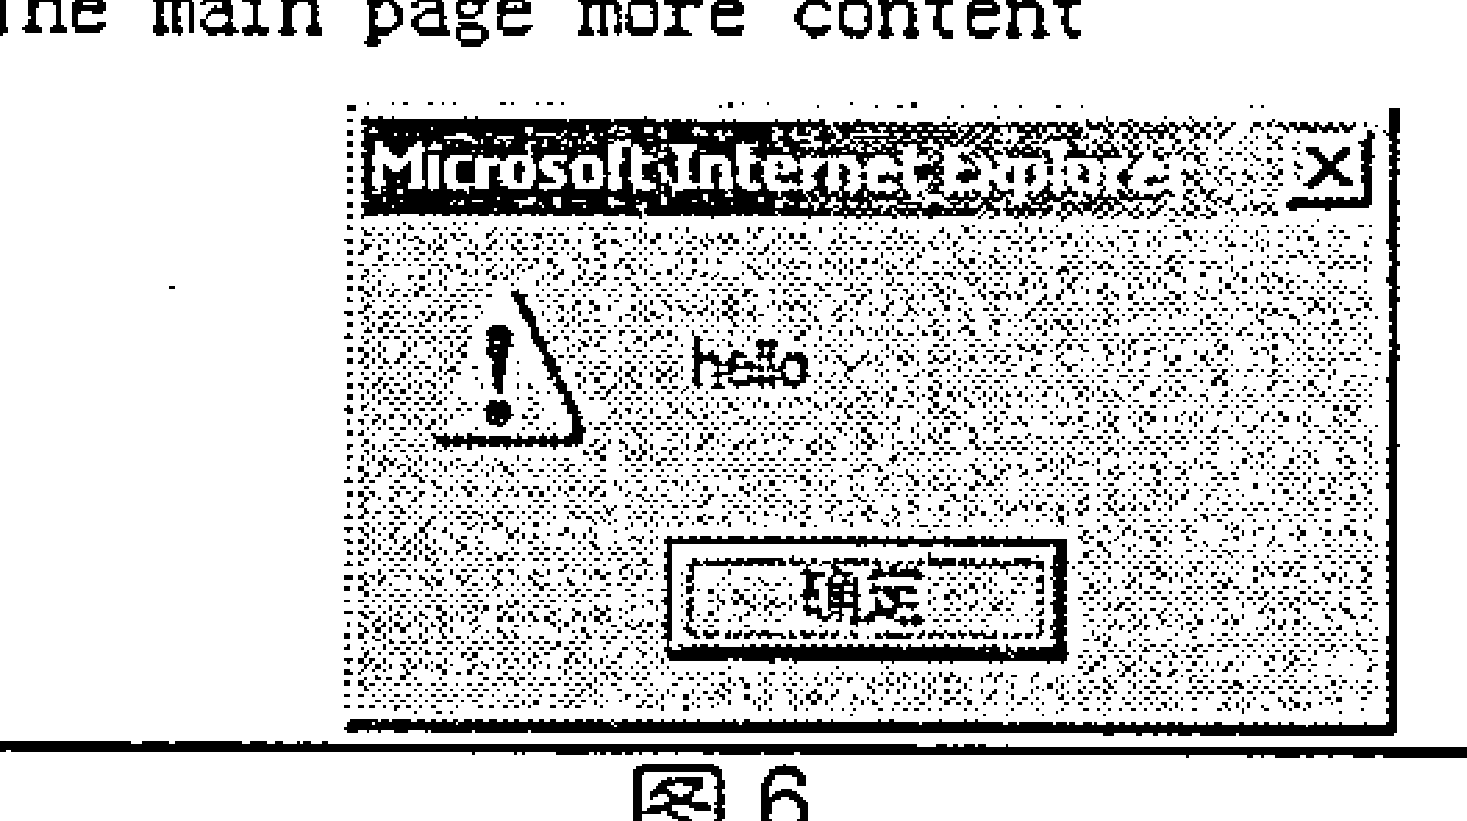 The main page more content
Microsoft Internet Explorer
hello
确定
图 6